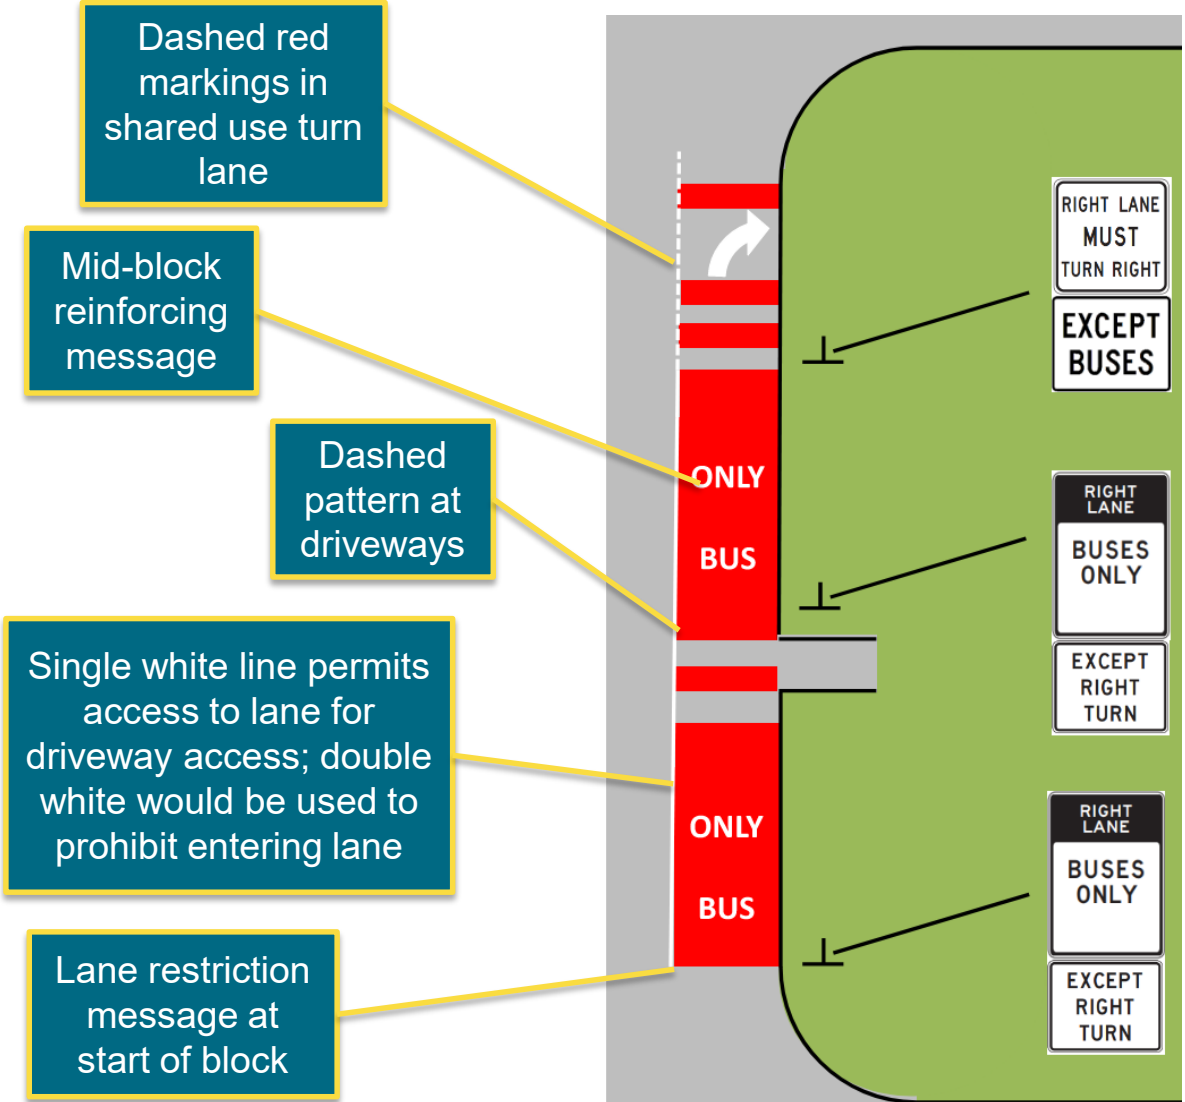 Dashed red
markings in
shared use turn
lane
Mid-block
reinforcing
message
Dashed
pattern at
driveways
Single white line permits
access to lane for
driveway access; double
white would be used to
prohibit entering lane
Lane restriction
message at
start of block
ONLY
BUS
ONLY
BUS
RIGHT LANE
MUST
TURN RIGHT
EXCEPT
BUSES
RIGHT
LANE
BUSES
ONLY
EXCEPT
RIGHT
TURN
RIGHT
LANE
BUSES
ONLY
EXCEPT
RIGHT
TURN